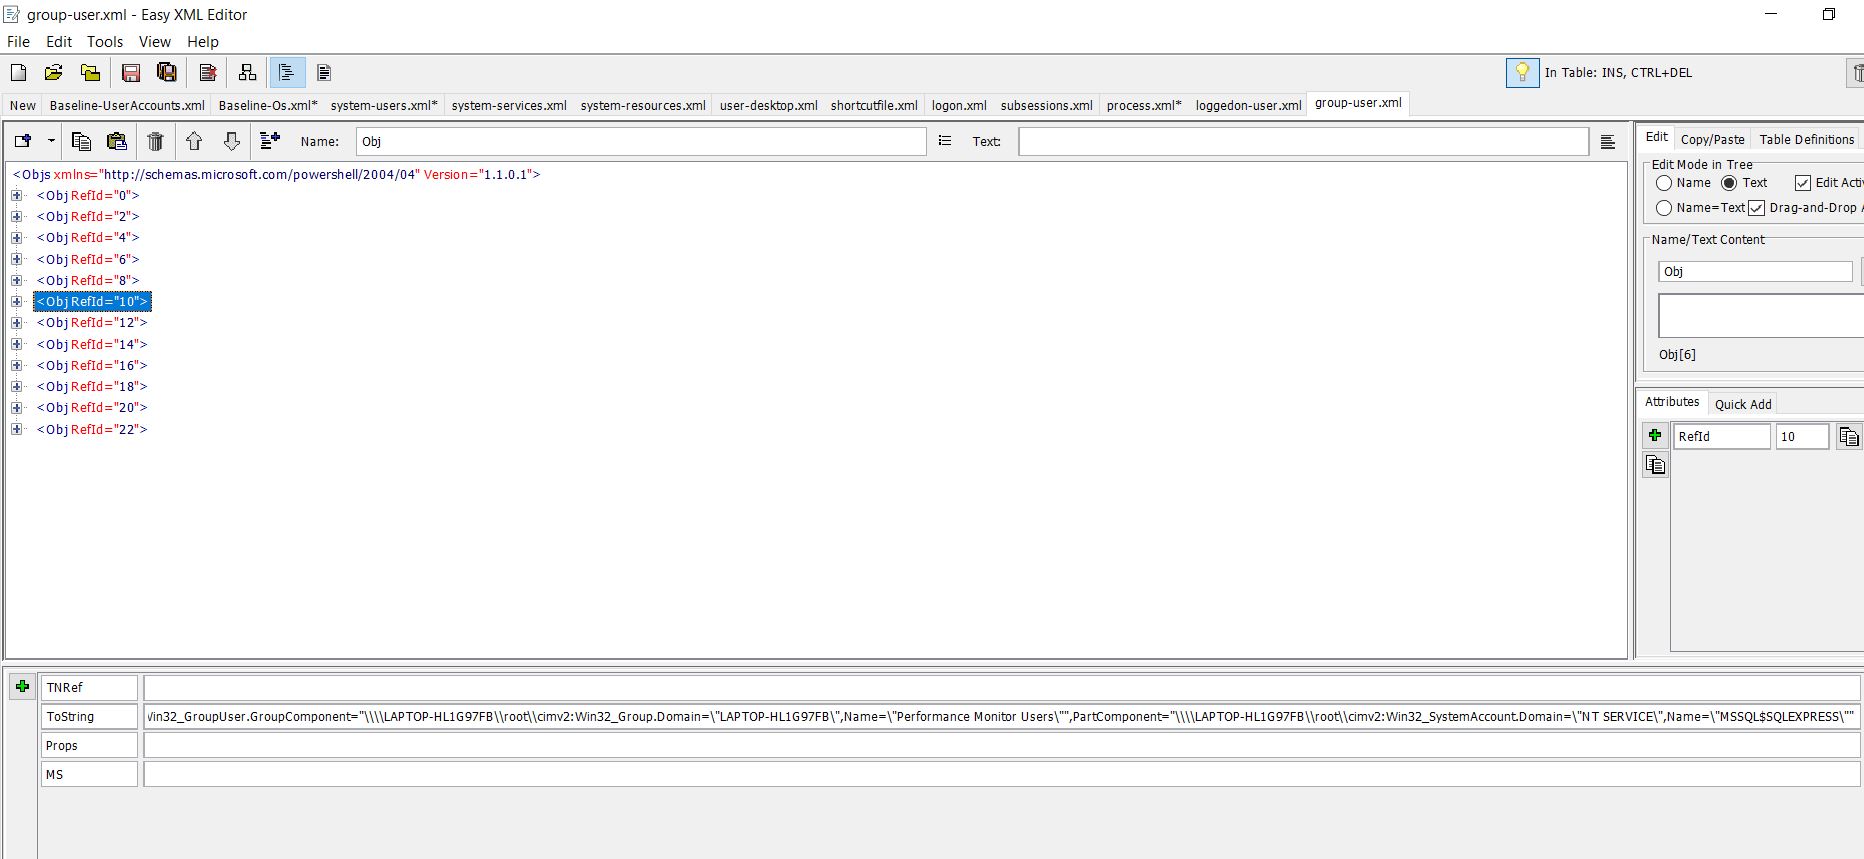 group-user.xml - Easy XML Editor
File Edit Tools View Help
In Table: INS, CTRL+DEL
New Baseline-UserAccounts.xml Baseline-Os.xml* system-users.xml* system-services.xml system-resources.xml user-desktop.xml shortcutfile.xml logon.xml subsessions.xml process.xml* loggedon-user.xml group-user.xml
Name: Obj Text:
<Objs xmlns="http://schemas.microsoft.com/powershell/2004/04" Version="1.1.0.1">
<Obj RefId="0">
<Obj RefId="2">
<Obj RefId="4">
<Obj RefId="6">
<Obj RefId="8">
<Obj RefId="10">
<Obj RefId="12">
<Obj RefId="14">
<Obj RefId="16">
<Obj RefId="18">
<Obj RefId="20">
<Obj RefId="22">
Edit Copy/Paste Table Definitions
Edit Mode in Tree
Name Text Edit Acti
Name=Text Drag-and-Drop A
Name/Text Content
Obj
Obj[6]
Attributes Quick Add
RefId 10
TNRef
ToString Win32_GroupUser.GroupComponent="\\\\LAPTOP-HL1G97FB\\root\\cimv2:Win32_Group.Domain=\"LAPTOP-HL1G97FB\",Name=\"Performance Monitor Users\"",PartComponent="\\\\LAPTOP-HL1G97FB\\root\\cimv2:Win32_SystemAccount.Domain=\"NT SERVICE\",Name=\"MSSQL$SQLEXPRESS\""
Props
MS